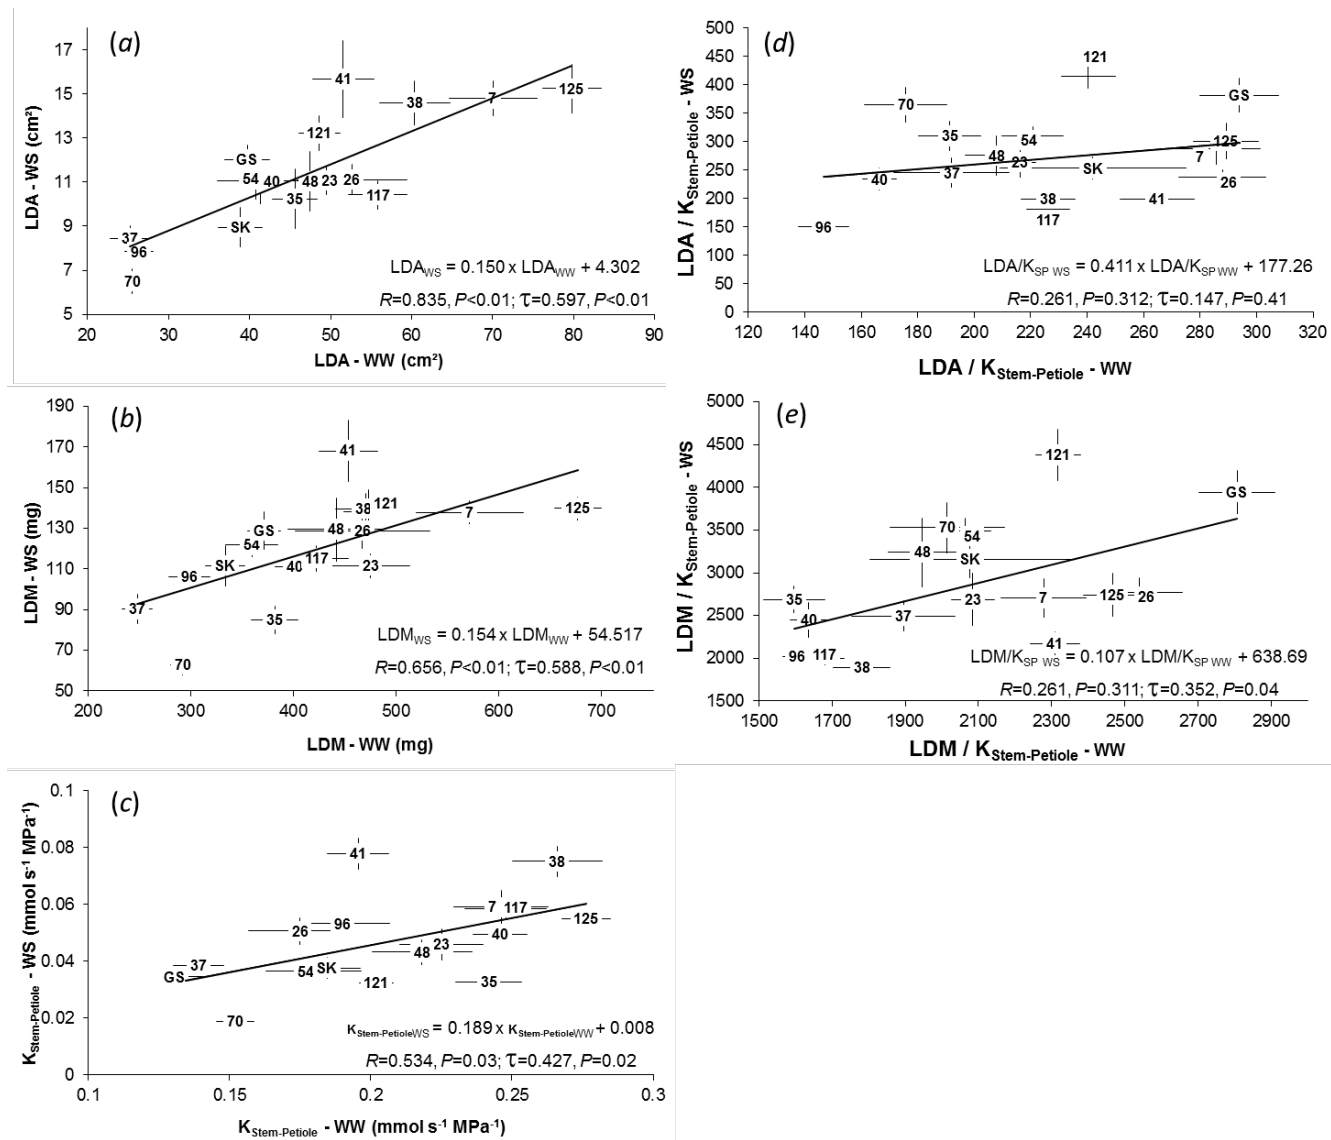 (a)
LDA - WS (cm²)
17
15
13
11
9
7
5
41
38
7
125
121
GS
54
40
48
23
26
117
35
SK
37
96
70
LDA_WS = 0.150 x LDA_WW + 4.302
R=0.835, P<0.01; τ=0.597, P<0.01
20 30 40 50 60 70 80 90
LDA - WW (cm²)
(b)
LDM - WS (mg)
190
170
150
130
110
90
70
50
41
38
121
7
125
GS
48
26
54
117
SK
40
23
96
37
35
70
LDM_WS = 0.154 x LDM_WW + 54.517
R=0.656, P<0.01; τ=0.588, P<0.01
200 300 400 500 600 700
LDM - WW (mg)
(c)
K_Stem-Petiole - WS (mmol s⁻¹ MPa⁻¹)
0.1
0.08
0.06
0.04
0.02
0
41
38
7
117
125
96
26
40
23
48
37
GS
54
SK
121
35
70
K_Stem-Petiole_WS = 0.189 x K_Stem-Petiole_WW + 0.008
R=0.534, P=0.03; τ=0.427, P=0.02
0.1 0.15 0.2 0.25 0.3
K_Stem-Petiole - WW (mmol s⁻¹ MPa⁻¹)
(d)
LDA / K_Stem-Petiole - WS
500
450
400
350
300
250
200
150
100
50
0
121
GS
70
35
54
125
48
23
7
37
SK
40
26
38
41
117
96
LDA/K_SP WS = 0.411 x LDA/K_SP WW + 177.26
R=0.261, P=0.312; τ=0.147, P=0.41
120 140 160 180 200 220 240 260 280 300 320
LDA / K_Stem-Petiole - WW
(e)
LDM / K_Stem-Petiole - WS
5000
4500
4000
3500
3000
2500
2000
1500
121
GS
70
54
48
SK
35
23
7
125
26
40
37
41
96
117
38
LDM/K_SP WS = 0.107 x LDM/K_SP WW + 638.69
R=0.261, P=0.311; τ=0.352, P=0.04
1500 1700 1900 2100 2300 2500 2700 2900
LDM / K_Stem-Petiole - WW